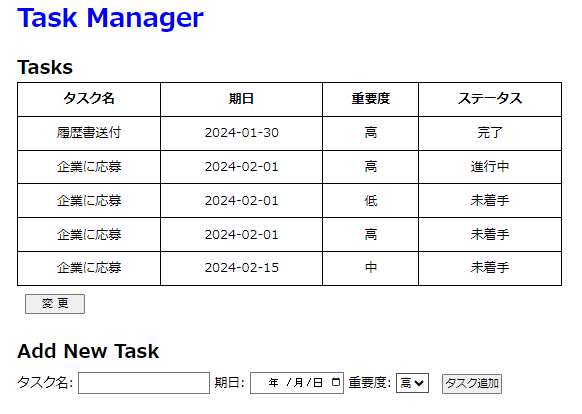 Task Manager
Tasks
タスク名 期日 重要度 ステータス
履歴書送付 2024-01-30 高 完了
企業に応募 2024-02-01 高 進行中
企業に応募 2024-02-01 低 未着手
企業に応募 2024-02-01 高 未着手
企業に応募 2024-02-15 中 未着手
変 更
Add New Task
タスク名: 期日: 年 /月/日 重要度: 高 タスク追加